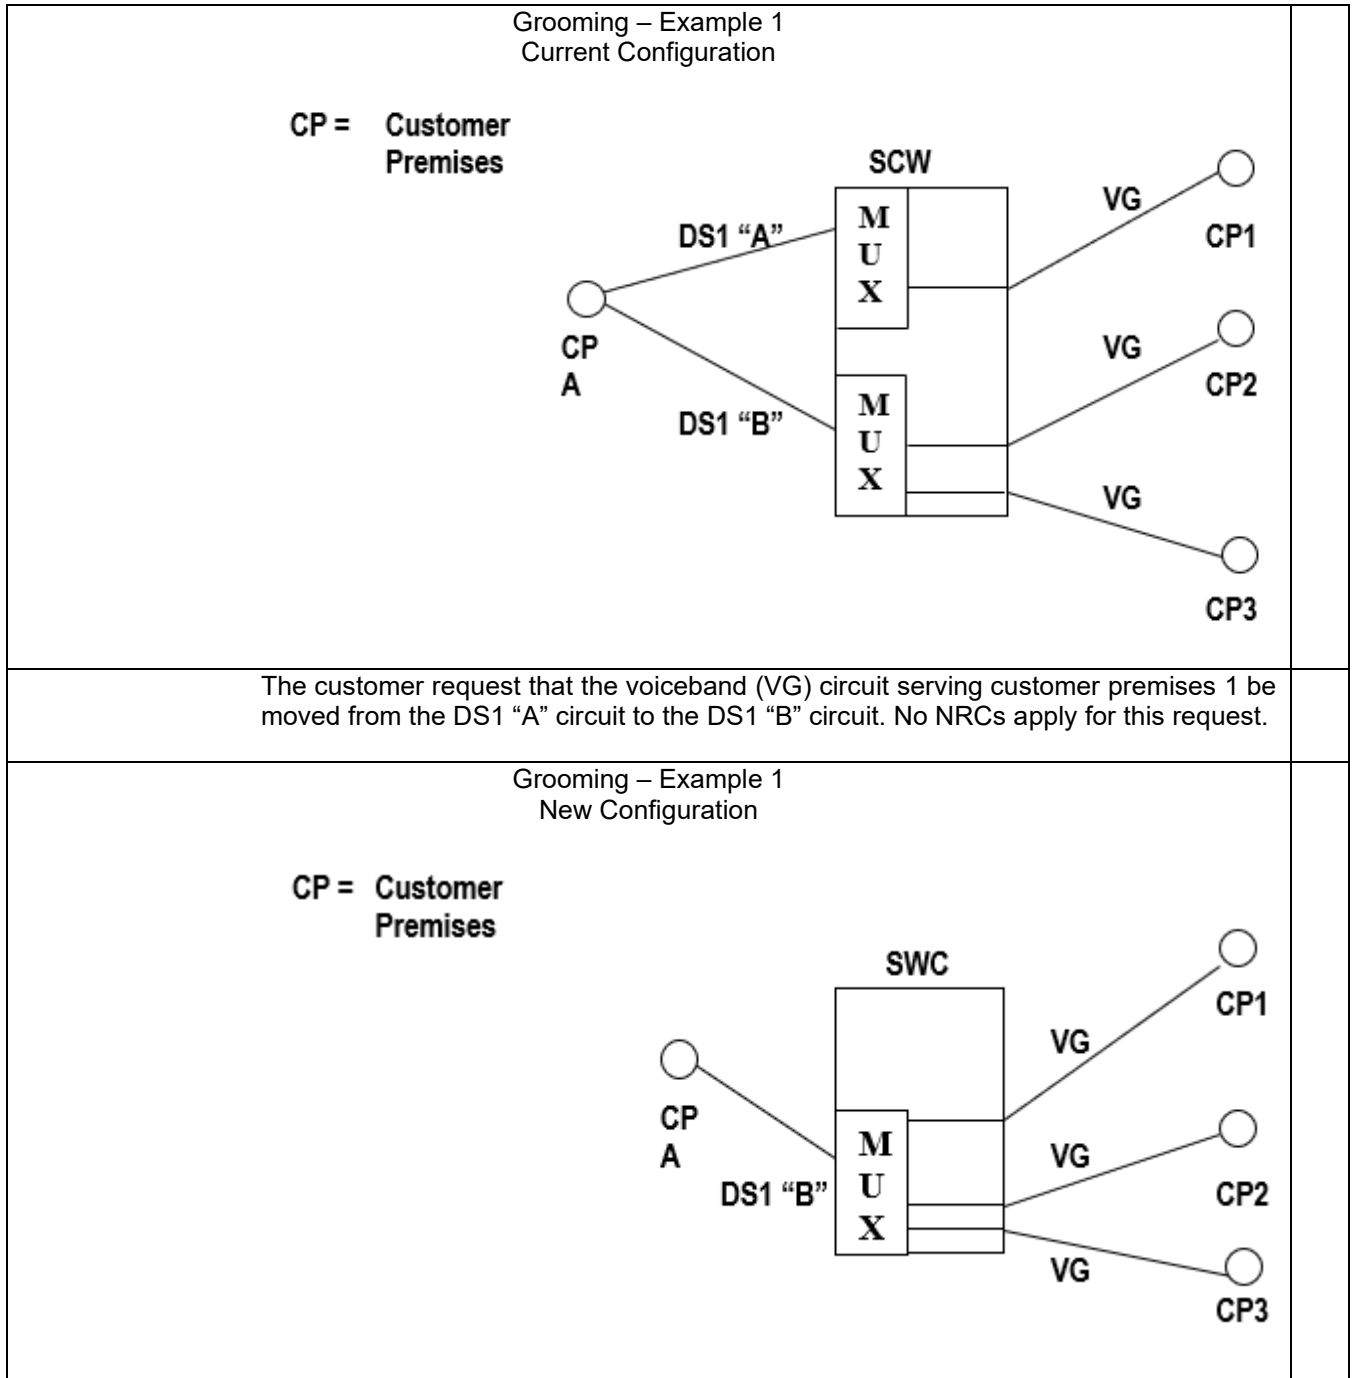 Grooming – Example 1
Current Configuration
CP = Customer
Premises
SCW
VG
M
U
X
DS1 “A”
CP1
CP
A
VG
CP2
M
U
X
DS1 “B”
VG
CP3
The customer request that the voiceband (VG) circuit serving customer premises 1 be
moved from the DS1 “A” circuit to the DS1 “B” circuit. No NRCs apply for this request.
Grooming – Example 1
New Configuration
CP = Customer
Premises
SWC
CP1
VG
CP
A
M
U
X
VG
DS1 “B”
CP2
VG
CP3